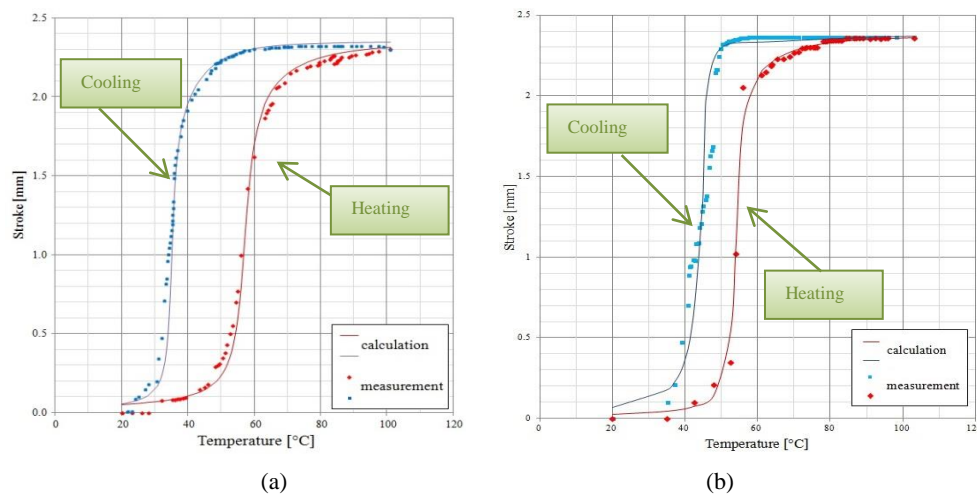 2.5
2.0
1.5
1.0
0.5
0.0
0
20
40
60
80
100
120
Stroke [mm]
Temperature [°C]
Cooling
Heating
calculation
measurement
(a)
2.5
2
1.5
1
0.5
0
0
20
40
60
80
100
120
Stroke [mm]
Temperature [°C]
Cooling
Heating
calculation
measurement
(b)